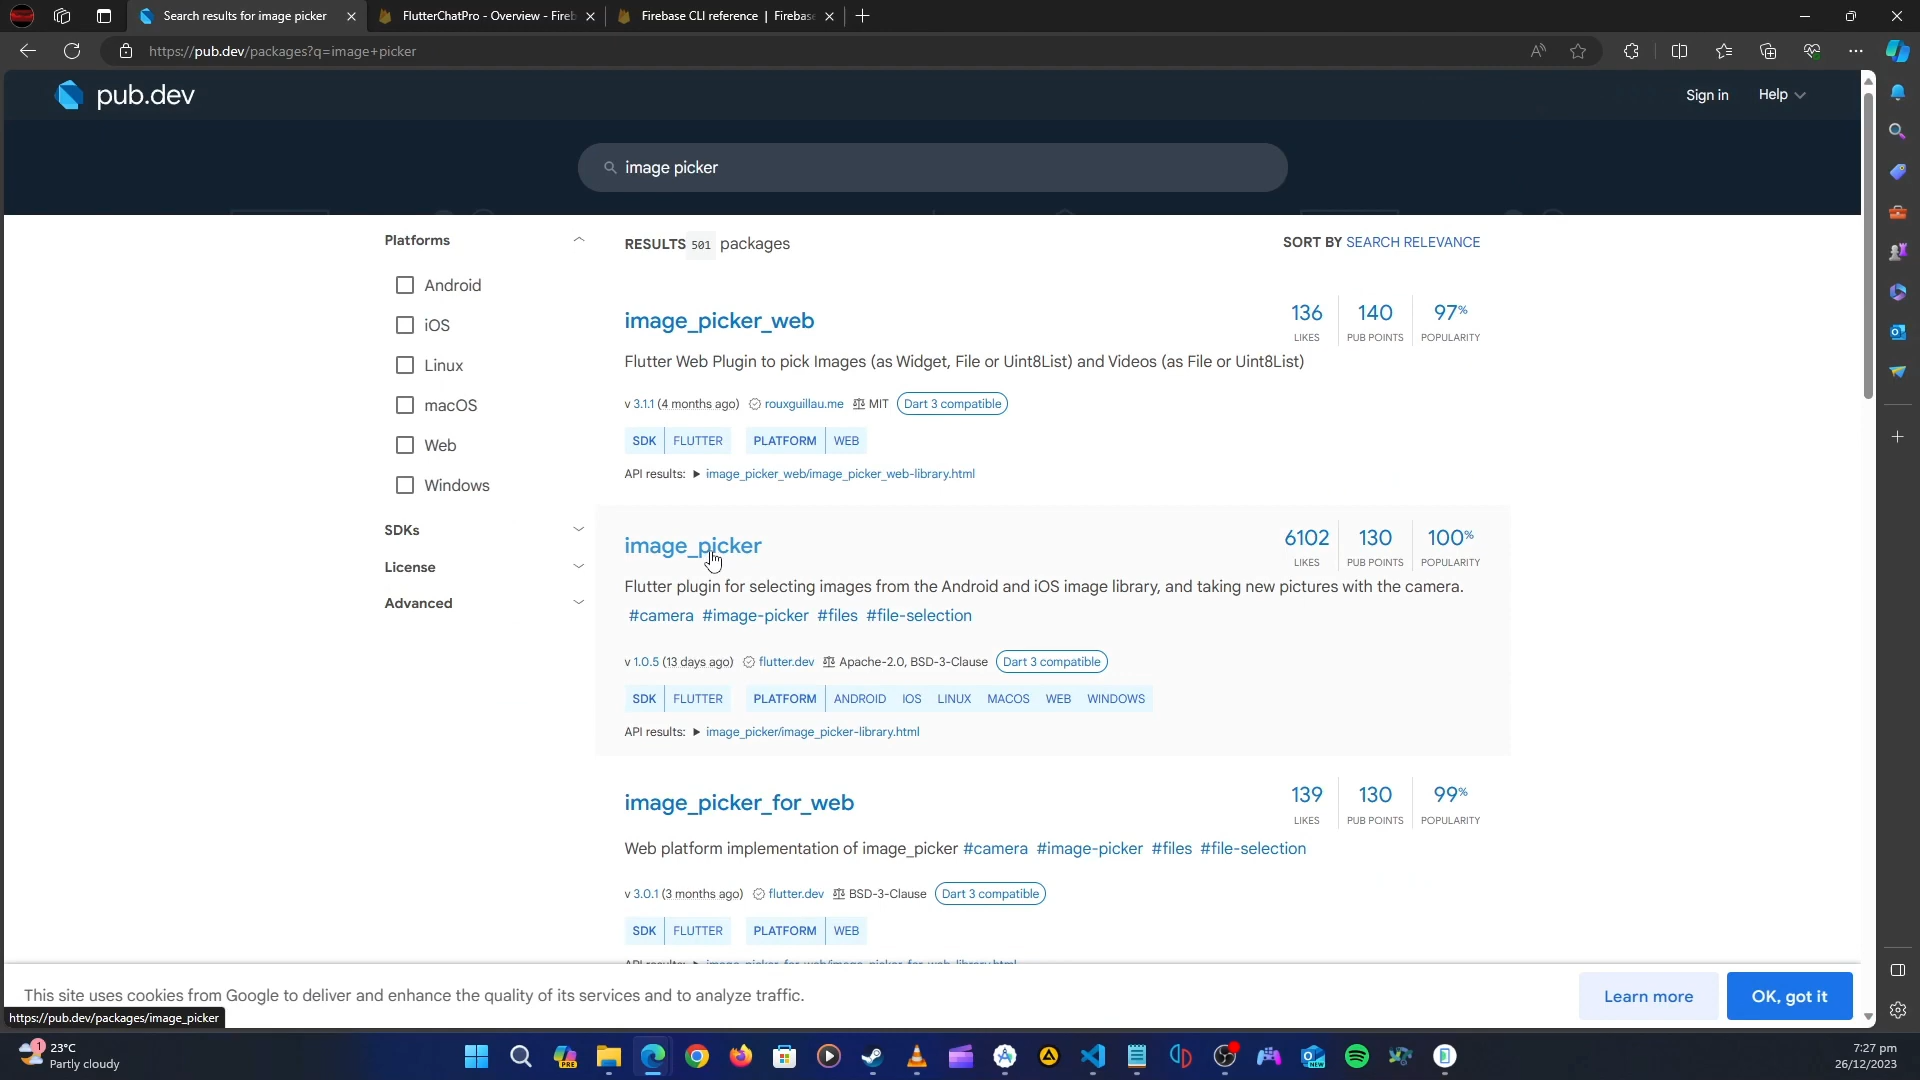 Search results for image picker
FlutterChatPro - Overview - Fireb
Firebase CLI reference | Firebase
https://pub.dev/packages?q=image+picker
pub.dev
Sign in
Help
image picker
Platforms
Android
iOS
Linux
macOS
Web
Windows
SDKs
License
Advanced
RESULTS 501 packages
SORT BY SEARCH RELEVANCE
image_picker_web
136 LIKES
140 PUB POINTS
97% POPULARITY
Flutter Web Plugin to pick Images (as Widget, File or Uint8List) and Videos (as File or Uint8List)
v 3.1.1 (4 months ago) rouxguillau.me MIT Dart 3 compatible
SDK FLUTTER PLATFORM WEB
API results: ▶ image_picker_web/image_picker_web-library.html
image_picker
6102 LIKES
130 PUB POINTS
100% POPULARITY
Flutter plugin for selecting images from the Android and iOS image library, and taking new pictures with the camera.
#camera #image-picker #files #file-selection
v 1.0.5 (13 days ago) flutter.dev Apache-2.0, BSD-3-Clause Dart 3 compatible
SDK FLUTTER PLATFORM ANDROID IOS LINUX MACOS WEB WINDOWS
API results: ▶ image_picker/image_picker-library.html
image_picker_for_web
139 LIKES
130 PUB POINTS
99% POPULARITY
Web platform implementation of image_picker #camera #image-picker #files #file-selection
v 3.0.1 (3 months ago) flutter.dev BSD-3-Clause Dart 3 compatible
SDK FLUTTER PLATFORM WEB
This site uses cookies from Google to deliver and enhance the quality of its services and to analyze traffic.
Learn more
OK, got it
https://pub.dev/packages/image_picker
1
23°C
Partly cloudy
PRE
NEW
7:27 pm
26/12/2023